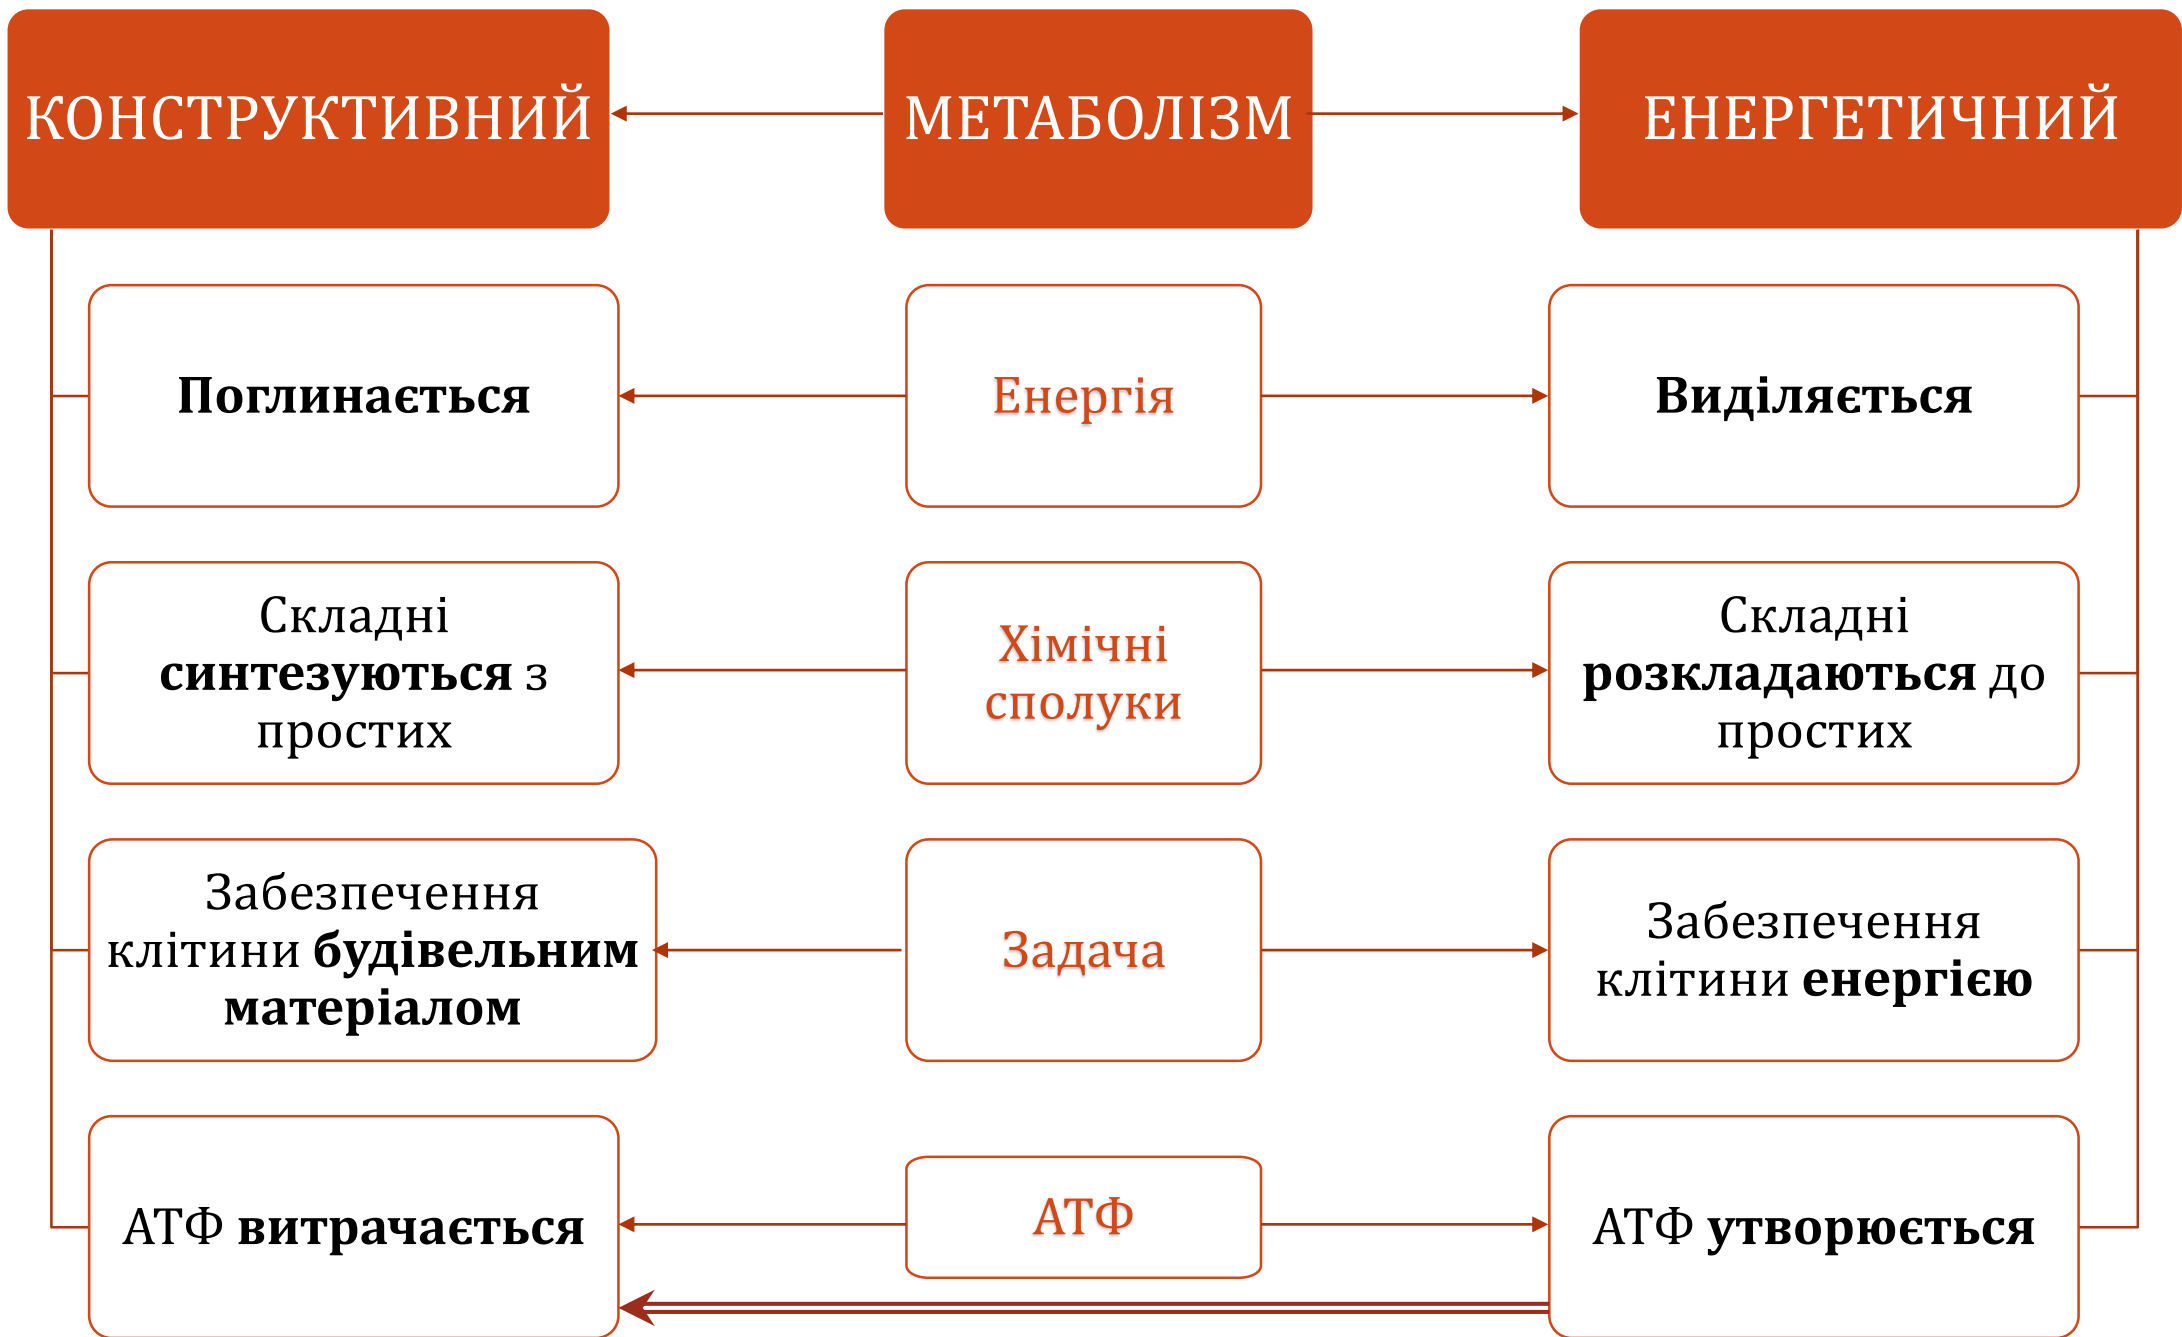 КОНСТРУКТИВНИЙ
МЕТАБОЛІЗМ
ЕНЕРГЕТИЧНИЙ
Поглинається
Енергія
Виділяється
Складні
синтезуються з
простих
Хімічні
сполуки
Складні
розкладаються до
простих
Забезпечення
клітини будівельним
матеріалом
Задача
Забезпечення
клітини енергією
АТФ витрачається
АТФ
АТФ утворюється